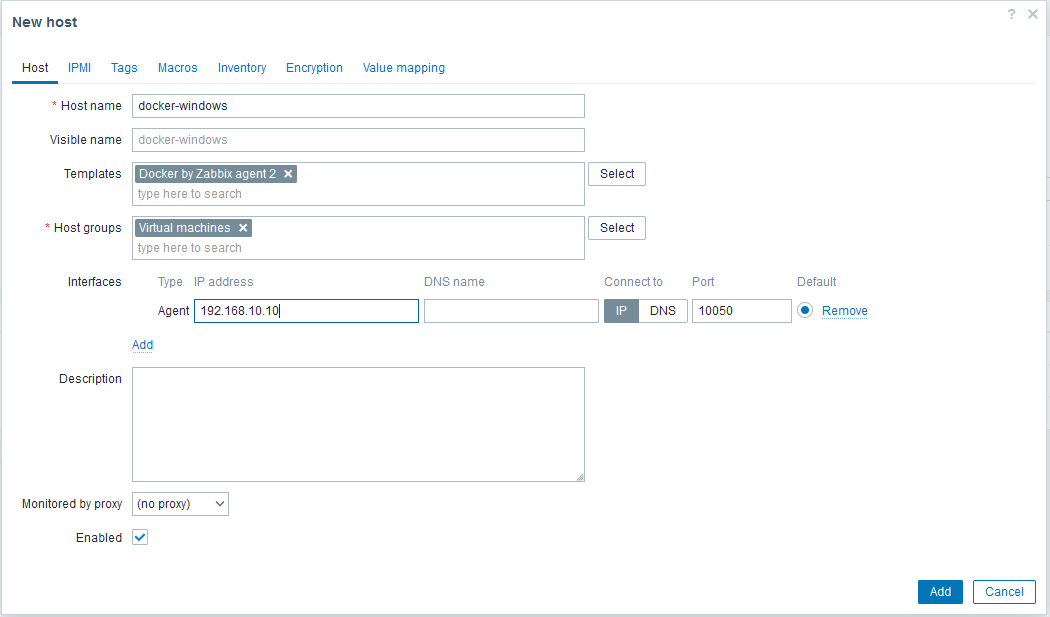 New host
? ×
Host IPMI Tags Macros Inventory Encryption Value mapping
* Host name docker-windows
Visible name docker-windows
Templates Docker by Zabbix agent 2 × Select
type here to search
* Host groups Virtual machines × Select
type here to search
Interfaces Type IP address DNS name Connect to Port Default
Agent 192.168.10.10 IP DNS 10050 Remove
Add
Description
Monitored by proxy (no proxy)
Enabled
Add Cancel